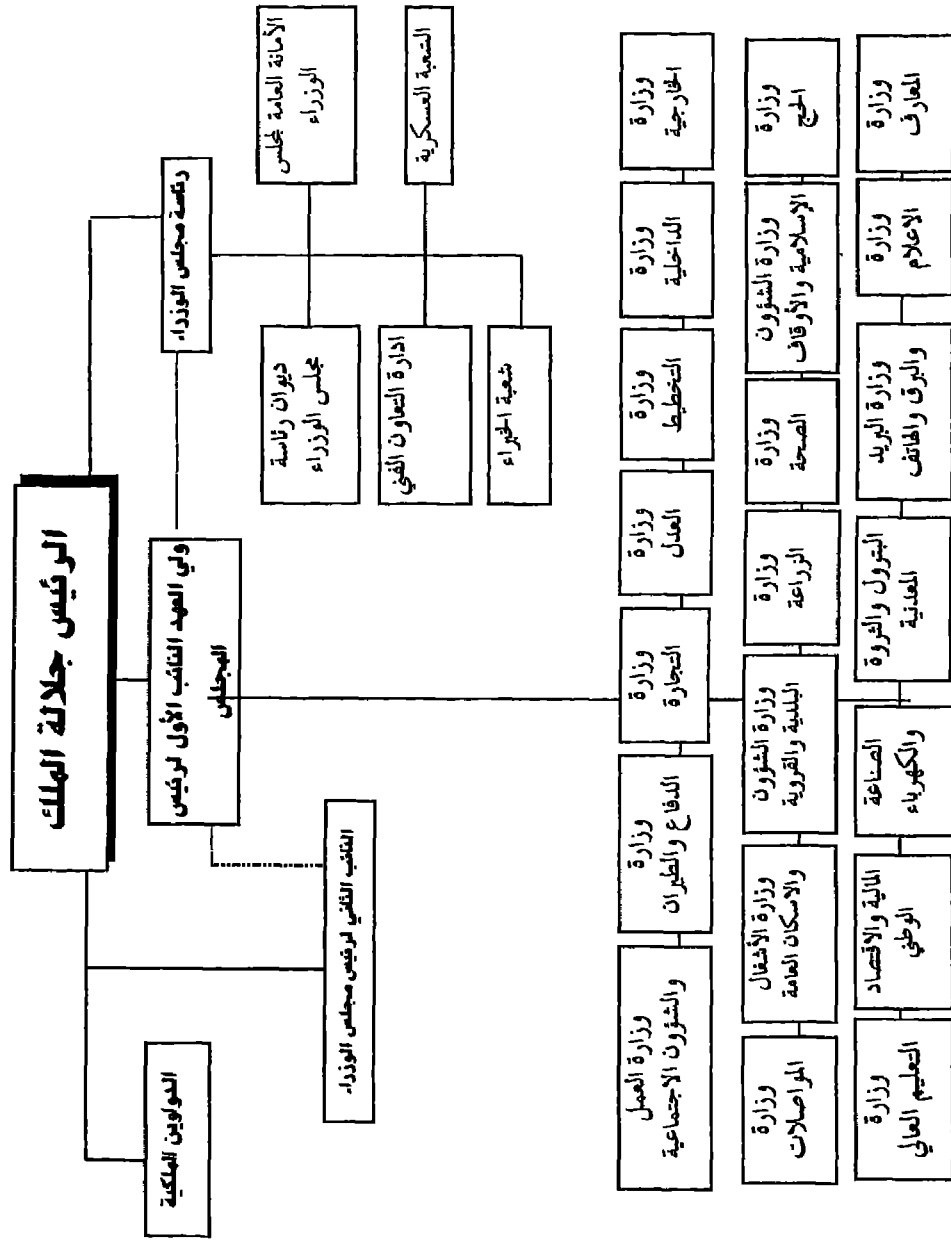 الرئيس جلالة الملك
رئاسة مجلس الوزراء
ولي العهد النائب الأول لرئيس
المجلس
النائب الثاني لرئيس مجلس الوزراء
الدواوين الملكية
الأمانة العامة لمجلس
الوزراء
ديوان رئاسة
مجلس الوزراء
الشعبة العسكرية
ادارة التعاون الفني
شعبة الخبراء
وزارة
الخارجية
وزارة
الداخلية
وزارة
التخطيط
وزارة
العدل
وزارة
التجارة
وزارة
الدفاع والطيران
وزارة العمل
والشؤون الاجتماعية
وزارة
الحج
وزارة الشؤون
الإسلامية والأوقاف
وزارة
الصحة
وزارة
الزراعة
وزارة الشؤون
البلدية والقروية
وزارة الأشغال
والاسكان العامة
وزارة
المواصلات
وزارة
المعارف
وزارة
الاعلام
وزارة البريد
والبرق والهاتف
البترول والثروة
المعدنية
الصناعة
والكهرباء
المالية والاقتصاد
الوطني
وزارة
التعليم العالي